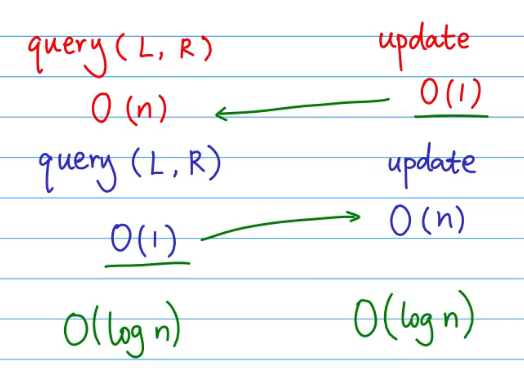 query (L, R) update
O(n) O(1)
query (L, R) update
O(1) O(n)
O(log n) O(log n)